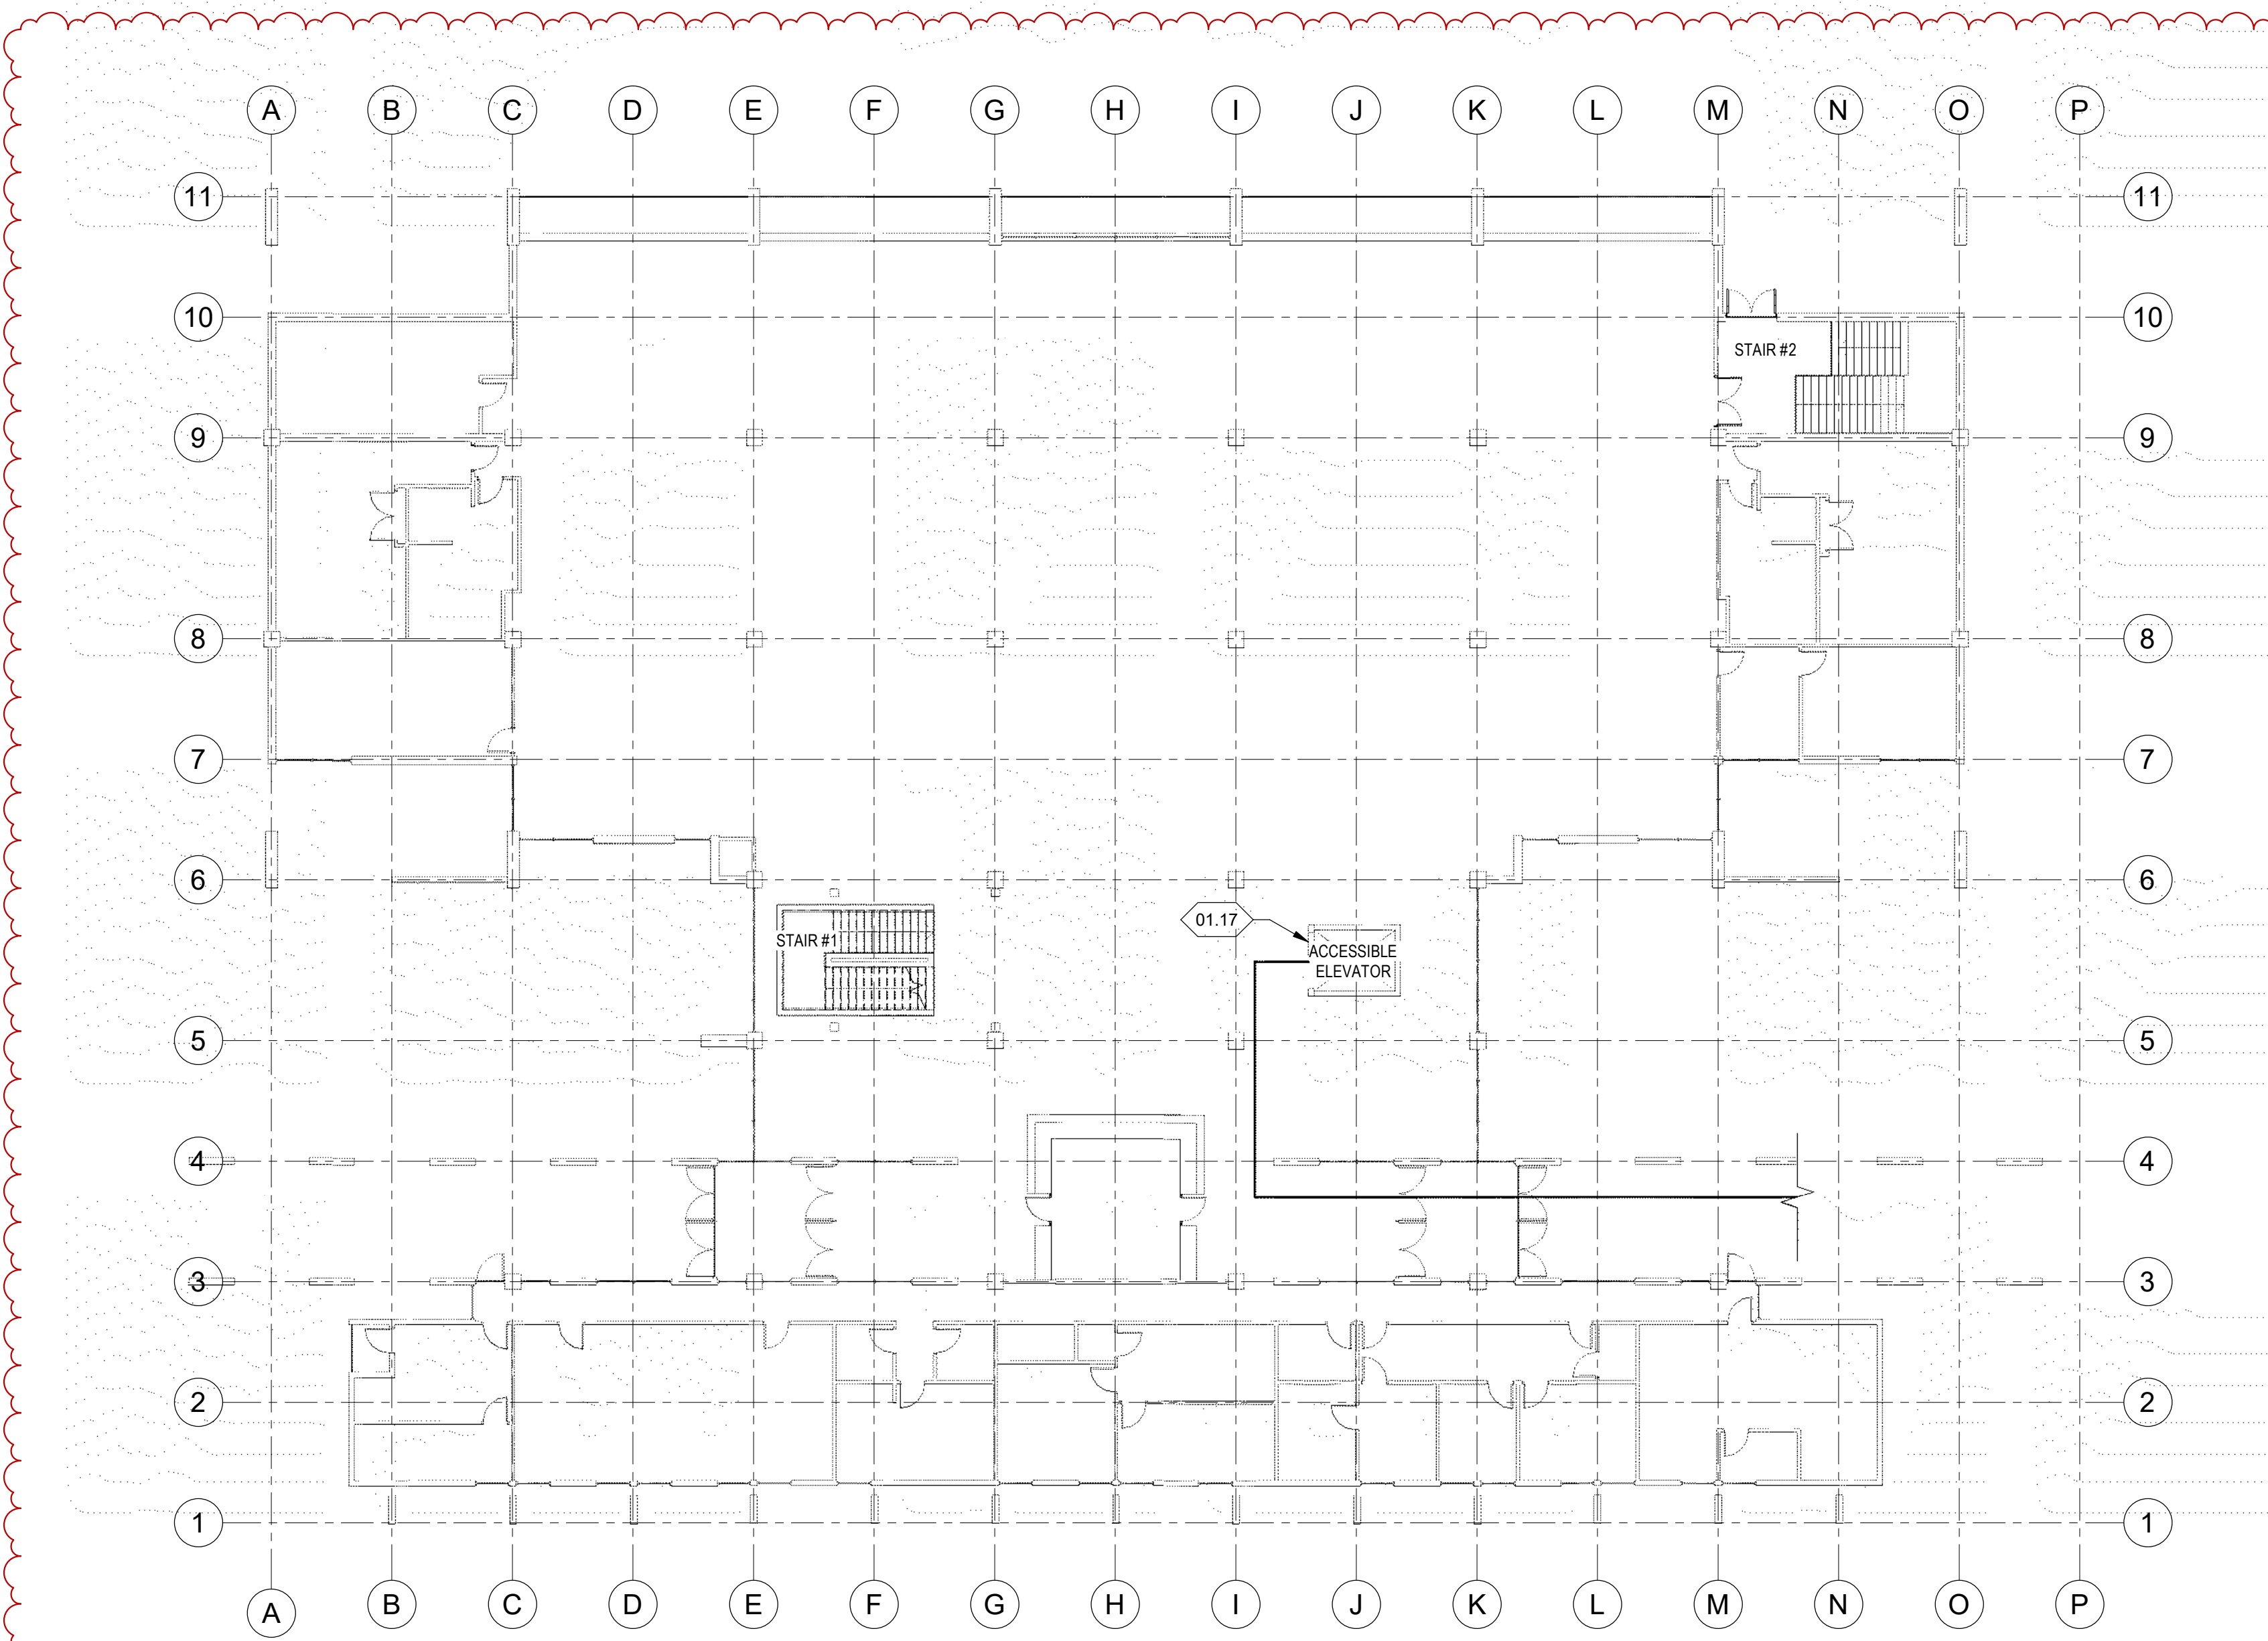 A B C D E F G H I J K L M N O P
11 11
10 10
STAIR #2
9 9
8 8
7 7
6 6
01.17
STAIR #1
ACCESSIBLE
ELEVATOR
5 5
4 4
3 3
2 2
1 1
A B C D E F G H I J K L M N O P